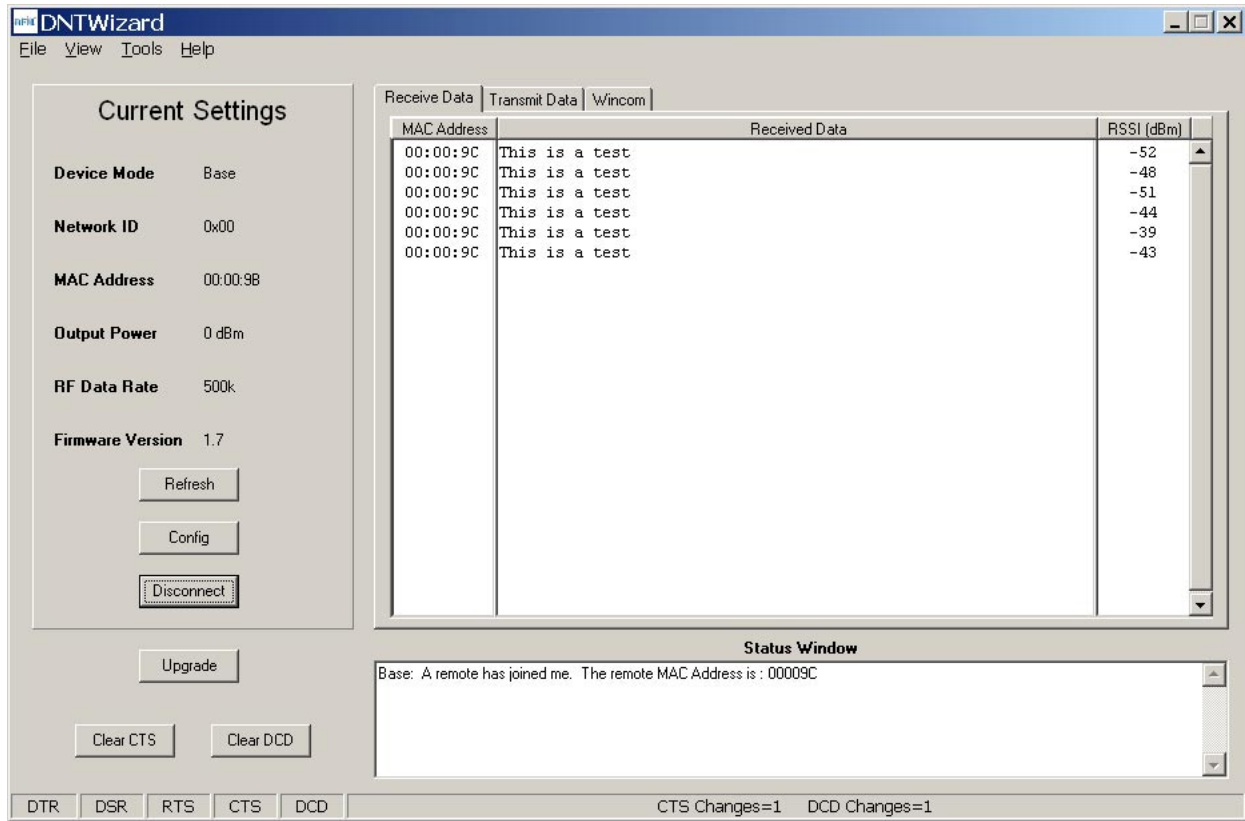 RFM DNTWizard
File View Tools Help
Current Settings
Device Mode Base
Network ID 0x00
MAC Address 00:00:9B
Output Power 0 dBm
RF Data Rate 500k
Firmware Version 1.7
Refresh
Config
Disconnect
Upgrade
Clear CTS Clear DCD
Receive Data Transmit Data Wincom
MAC Address Received Data RSSI (dBm)
00:00:9C This is a test -52
00:00:9C This is a test -48
00:00:9C This is a test -51
00:00:9C This is a test -44
00:00:9C This is a test -39
00:00:9C This is a test -43
Status Window
Base: A remote has joined me. The remote MAC Address is : 00009C
DTR DSR RTS CTS DCD CTS Changes=1 DCD Changes=1